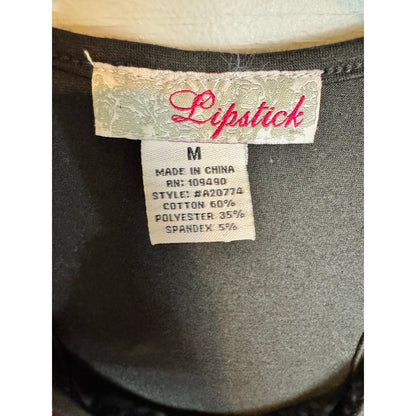 Lipstick
M
MADE IN CHINA
RN: 109490
STYLE: #A20774
COTTON 60%
POLYESTER 35%
SPANDEX 5%